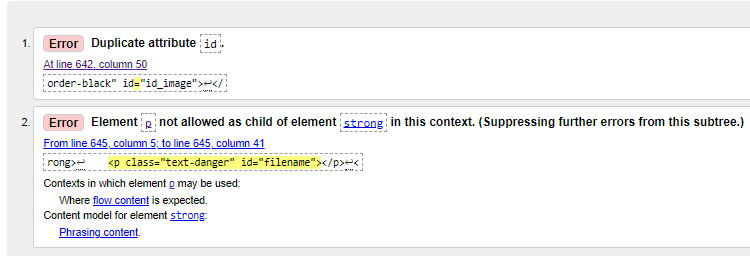 1. Error Duplicate attribute id.
At line 642, column 50
order-black" id="id_image">↩</
2. Error Element p not allowed as child of element strong in this context. (Suppressing further errors from this subtree.)
From line 645, column 5; to line 645, column 41
rong>↩    <p class="text-danger" id="filename"></p>↩<
Contexts in which element p may be used:
Where flow content is expected.
Content model for element strong:
Phrasing content.